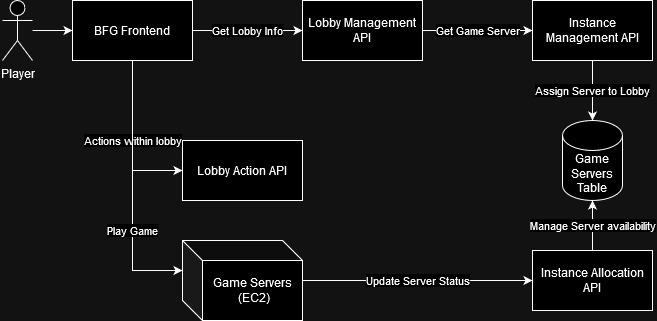 BFG Frontend
Get Lobby Info
Lobby Management
API
Get Game Server
Instance
Management API
Player
Assign Server to Lobby
Actions within lobby
Lobby Action API
Game
Servers
Table
Play Game
Manage Server availability
Game Servers
(EC2)
Update Server Status
Instance Allocation
API